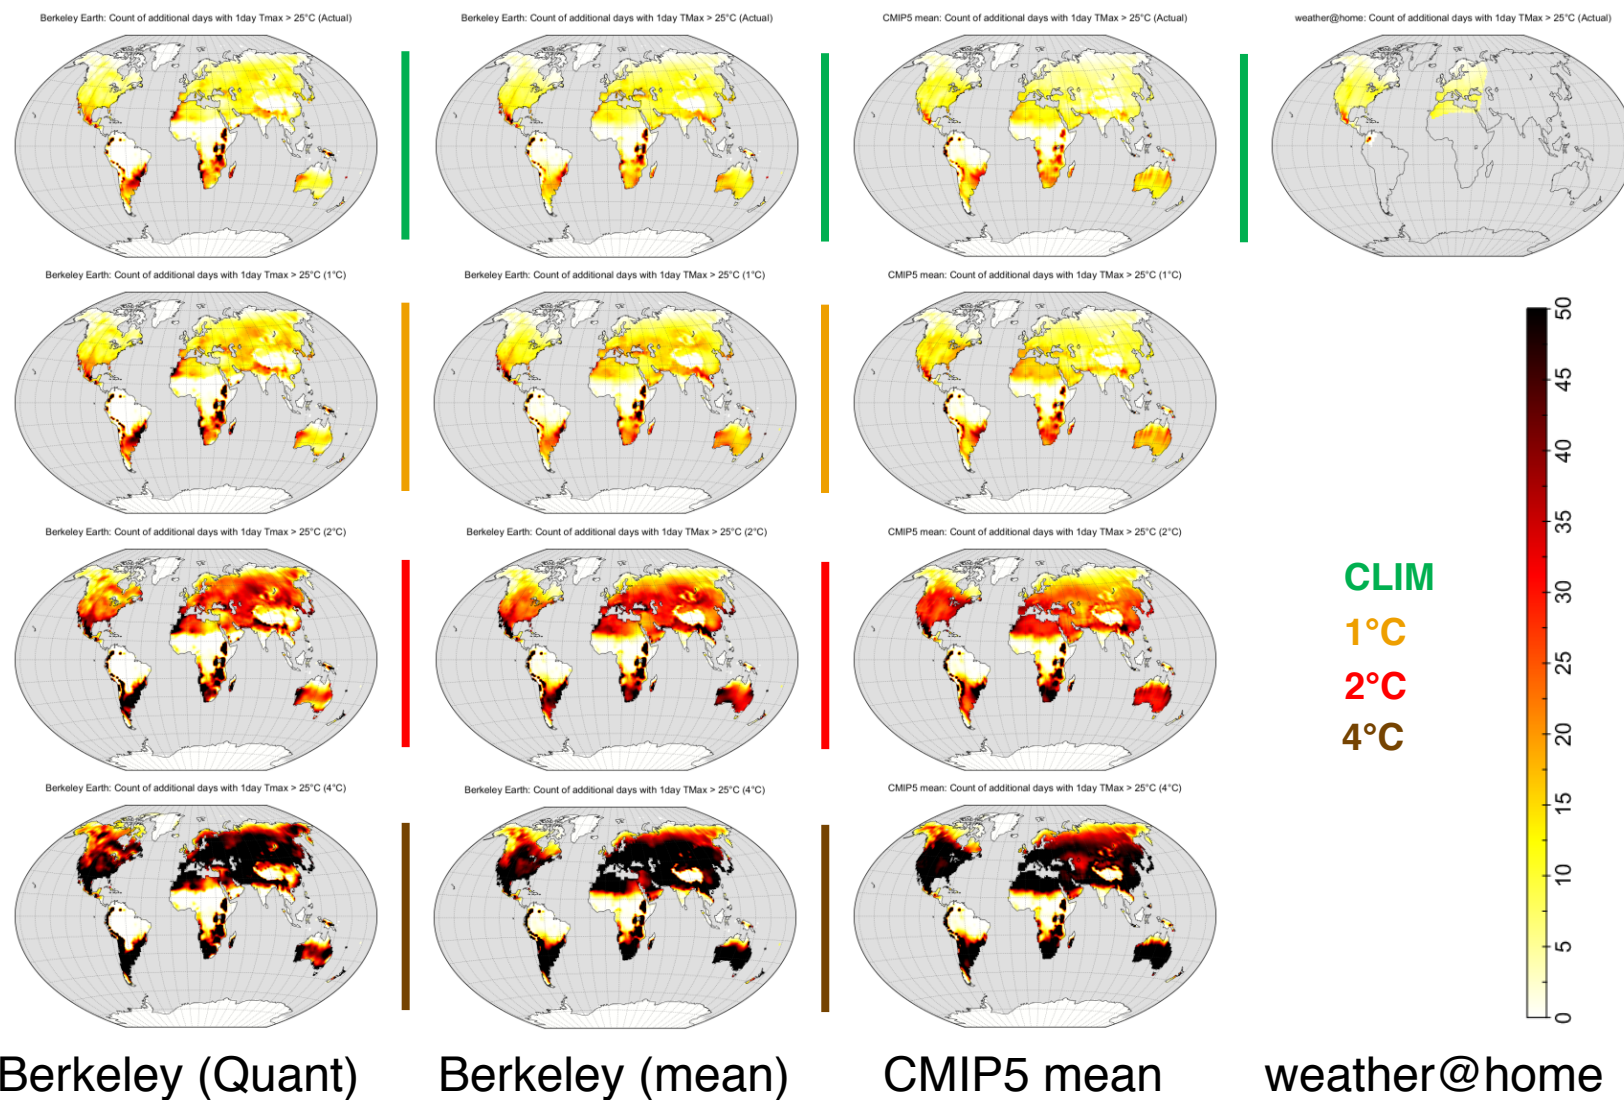 Berkeley Earth: Count of additional days with 1day Tmax > 25°C (Actual)
Berkeley Earth: Count of additional days with 1day TMax > 25°C (Actual)
CMIP5 mean: Count of additional days with 1day TMax > 25°C (Actual)
weather@home: Count of additional days with 1day TMax > 25°C (Actual)
Berkeley Earth: Count of additional days with 1day Tmax > 25°C (1°C)
Berkeley Earth: Count of additional days with 1day TMax > 25°C (1°C)
CMIP5 mean: Count of additional days with 1day TMax > 25°C (1°C)
Berkeley Earth: Count of additional days with 1day Tmax > 25°C (2°C)
Berkeley Earth: Count of additional days with 1day TMax > 25°C (2°C)
CMIP5 mean: Count of additional days with 1day TMax > 25°C (2°C)
Berkeley Earth: Count of additional days with 1day Tmax > 25°C (4°C)
Berkeley Earth: Count of additional days with 1day TMax > 25°C (4°C)
CMIP5 mean: Count of additional days with 1day TMax > 25°C (4°C)
CLIM
1°C
2°C
4°C
50
45
40
35
30
25
20
15
10
5
0
Berkeley (Quant)
Berkeley (mean)
CMIP5 mean
weather@home